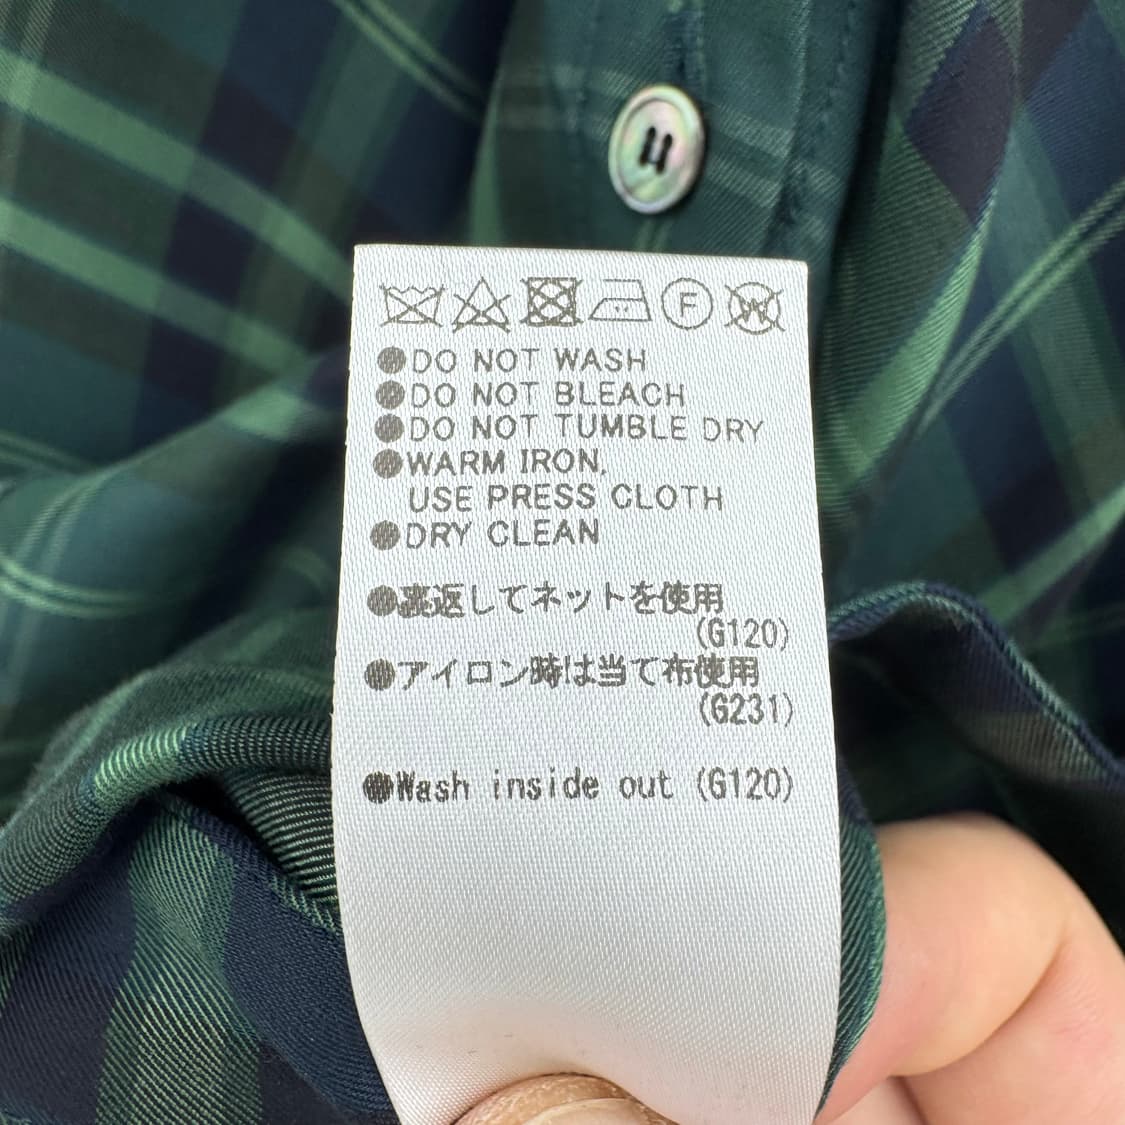 F W
●DO NOT WASH
●DO NOT BLEACH
●DO NOT TUMBLE DRY
●WARM IRON,
USE PRESS CLOTH
●DRY CLEAN
●裏返してネットを使用
(G120)
●アイロン時は当て布使用
(G231)
●Wash inside out (G120)